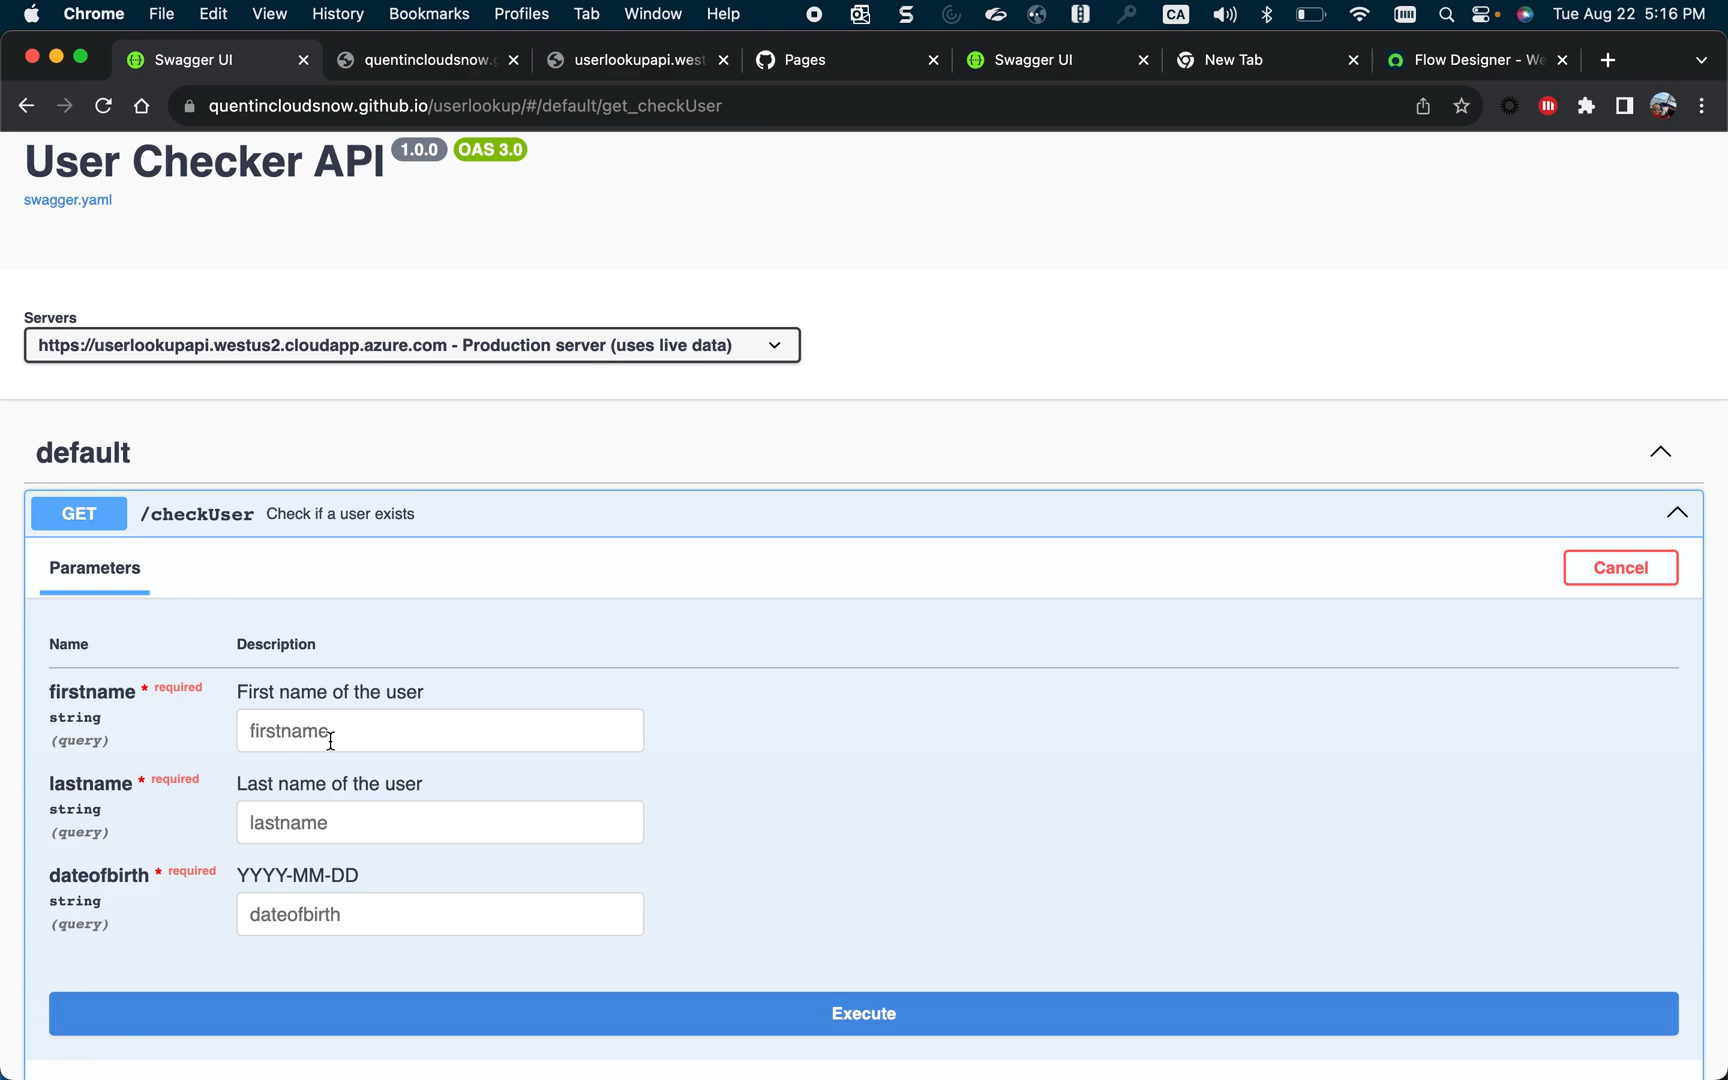 Chrome File Edit View History Bookmarks Profiles Tab Window Help CA Tue Aug 22 5:16 PM
Swagger UI quentincloudsnow. userlookupapi.west Pages Swagger UI New Tab Flow Designer - We
quentincloudsnow.github.io/userlookup/#/default/get_checkUser
User Checker API 1.0.0 OAS 3.0
swagger.yaml
Servers
https://userlookupapi.westus2.cloudapp.azure.com - Production server (uses live data)
default
GET /checkUser Check if a user exists
Parameters Cancel
Name Description
firstname * required First name of the user
string
(query)
firstname
lastname * required Last name of the user
string
(query)
lastname
dateofbirth * required YYYY-MM-DD
string
(query)
dateofbirth
Execute